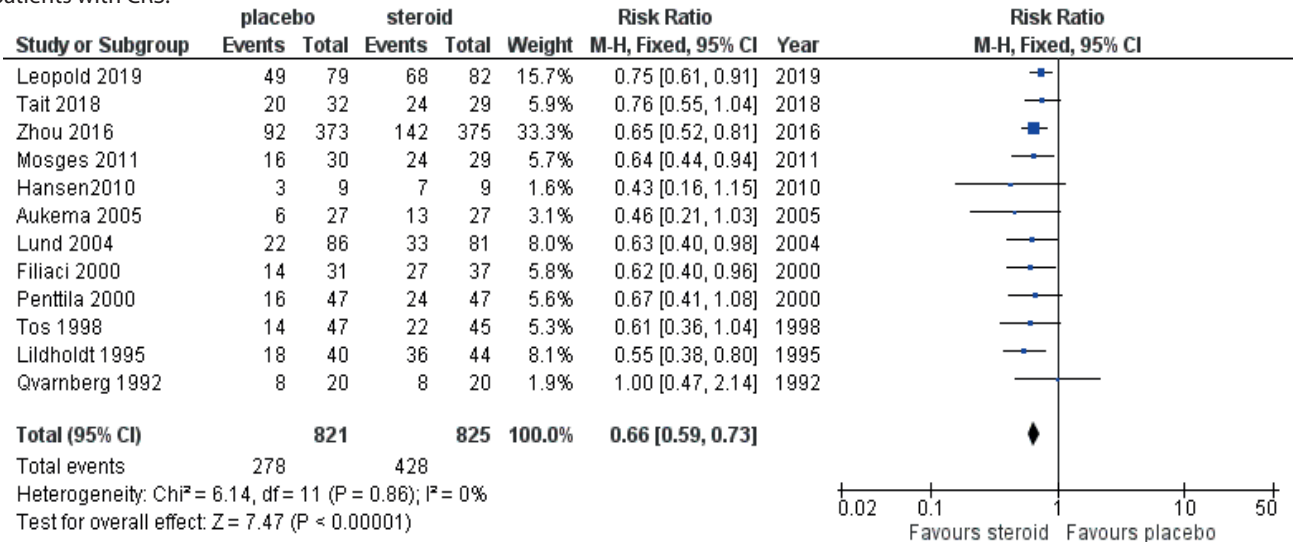 patients with CRS.
placebo steroid Risk Ratio Risk Ratio
Study or Subgroup Events Total Events Total Weight M-H, Fixed, 95% CI Year M-H, Fixed, 95% CI
Leopold 2019 49 79 68 82 15.7% 0.75 [0.61, 0.91] 2019
Tait 2018 20 32 24 29 5.9% 0.76 [0.55, 1.04] 2018
Zhou 2016 92 373 142 375 33.3% 0.65 [0.52, 0.81] 2016
Mosges 2011 16 30 24 29 5.7% 0.64 [0.44, 0.94] 2011
Hansen2010 3 9 7 9 1.6% 0.43 [0.16, 1.15] 2010
Aukema 2005 6 27 13 27 3.1% 0.46 [0.21, 1.03] 2005
Lund 2004 22 86 33 81 8.0% 0.63 [0.40, 0.98] 2004
Filiaci 2000 14 31 27 37 5.8% 0.62 [0.40, 0.96] 2000
Penttila 2000 16 47 24 47 5.6% 0.67 [0.41, 1.08] 2000
Tos 1998 14 47 22 45 5.3% 0.61 [0.36, 1.04] 1998
Lildholdt 1995 18 40 36 44 8.1% 0.55 [0.38, 0.80] 1995
Qvarnberg 1992 8 20 8 20 1.9% 1.00 [0.47, 2.14] 1992
Total (95% CI) 821 825 100.0% 0.66 [0.59, 0.73]
Total events 278 428
Heterogeneity: Chi² = 6.14, df = 11 (P = 0.86); I² = 0%
Test for overall effect: Z = 7.47 (P < 0.00001)
0.02 0.1 1 10 50
Favours steroid Favours placebo